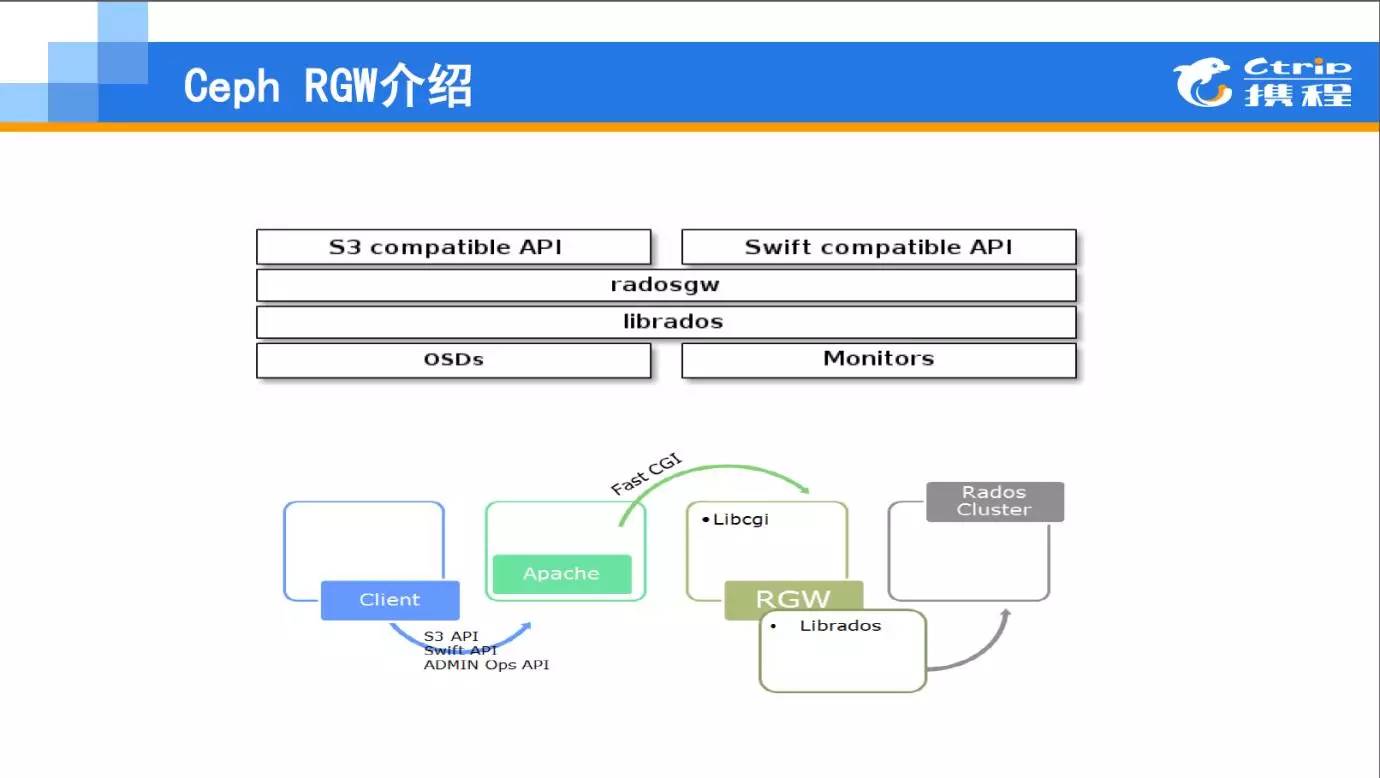 Ceph RGW介绍
Ctrip
携程
S3 compatible API
Swift compatible API
radosgw
librados
OSDs
Monitors
Fast CGI
Rados
Cluster
•Libcgi
Apache
Client
RGW
• Librados
S3 API
Swift API
ADMIN Ops API